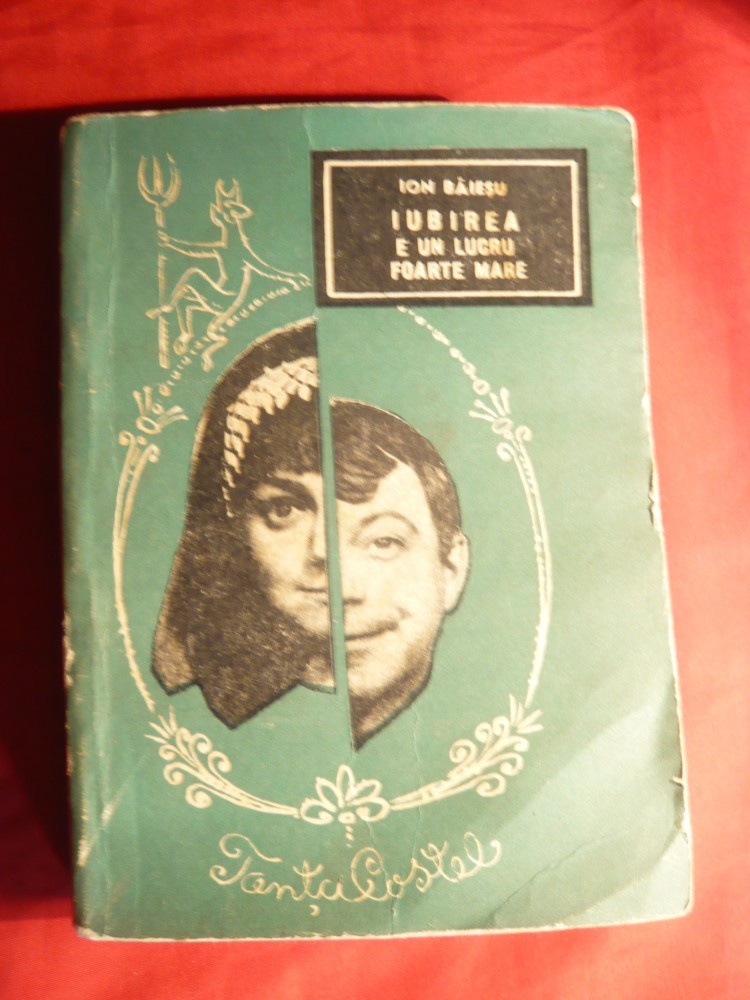 ION BĂIEȘU
IUBIREA
E UN LUCRU
FOARTE MARE
Tanța Costel